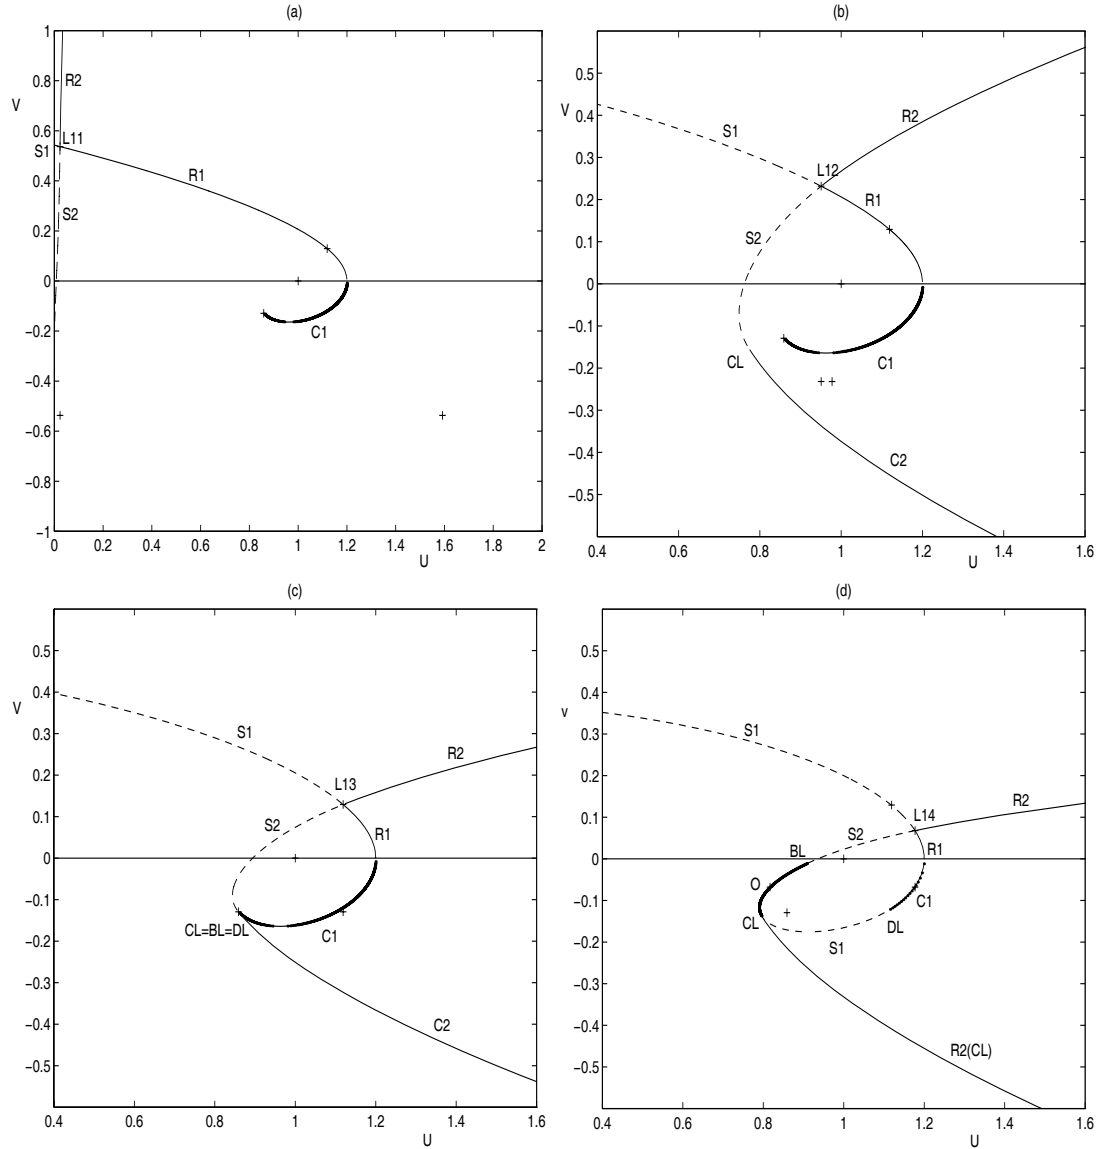 (a)
1
0.8
0.6
0.4
0.2
0
−0.2
−0.4
−0.6
−0.8
−1
V
R2
L11
S1
R1
S2
C1
0 0.2 0.4 0.6 0.8 1 1.2 1.4 1.6 1.8 2
U
(b)
0.5
0.4
0.3
0.2
0.1
0
−0.1
−0.2
−0.3
−0.4
−0.5
V
S1
R2
L12
R1
S2
CL
C1
C2
0.4 0.6 0.8 1 1.2 1.4 1.6
U
(c)
0.5
0.4
0.3
0.2
0.1
0
−0.1
−0.2
−0.3
−0.4
−0.5
V
S1
R2
L13
S2
R1
CL=BL=DL
C1
C2
0.4 0.6 0.8 1 1.2 1.4 1.6
U
(d)
0.5
0.4
0.3
0.2
0.1
0
−0.1
−0.2
−0.3
−0.4
−0.5
v
S1
R2
L14
S2
BL
R1
O
C1
CL
DL
S1
R2(CL)
0.4 0.6 0.8 1 1.2 1.4 1.6
U